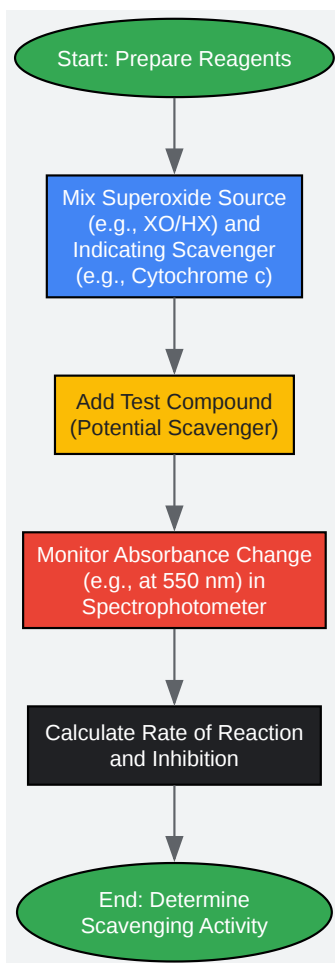 Start: Prepare Reagents
Mix Superoxide Source
(e.g., XO/HX) and
Indicating Scavenger
(e.g., Cytochrome c)
Add Test Compound
(Potential Scavenger)
Monitor Absorbance Change
(e.g., at 550 nm) in
Spectrophotometer
Calculate Rate of Reaction
and Inhibition
End: Determine
Scavenging Activity